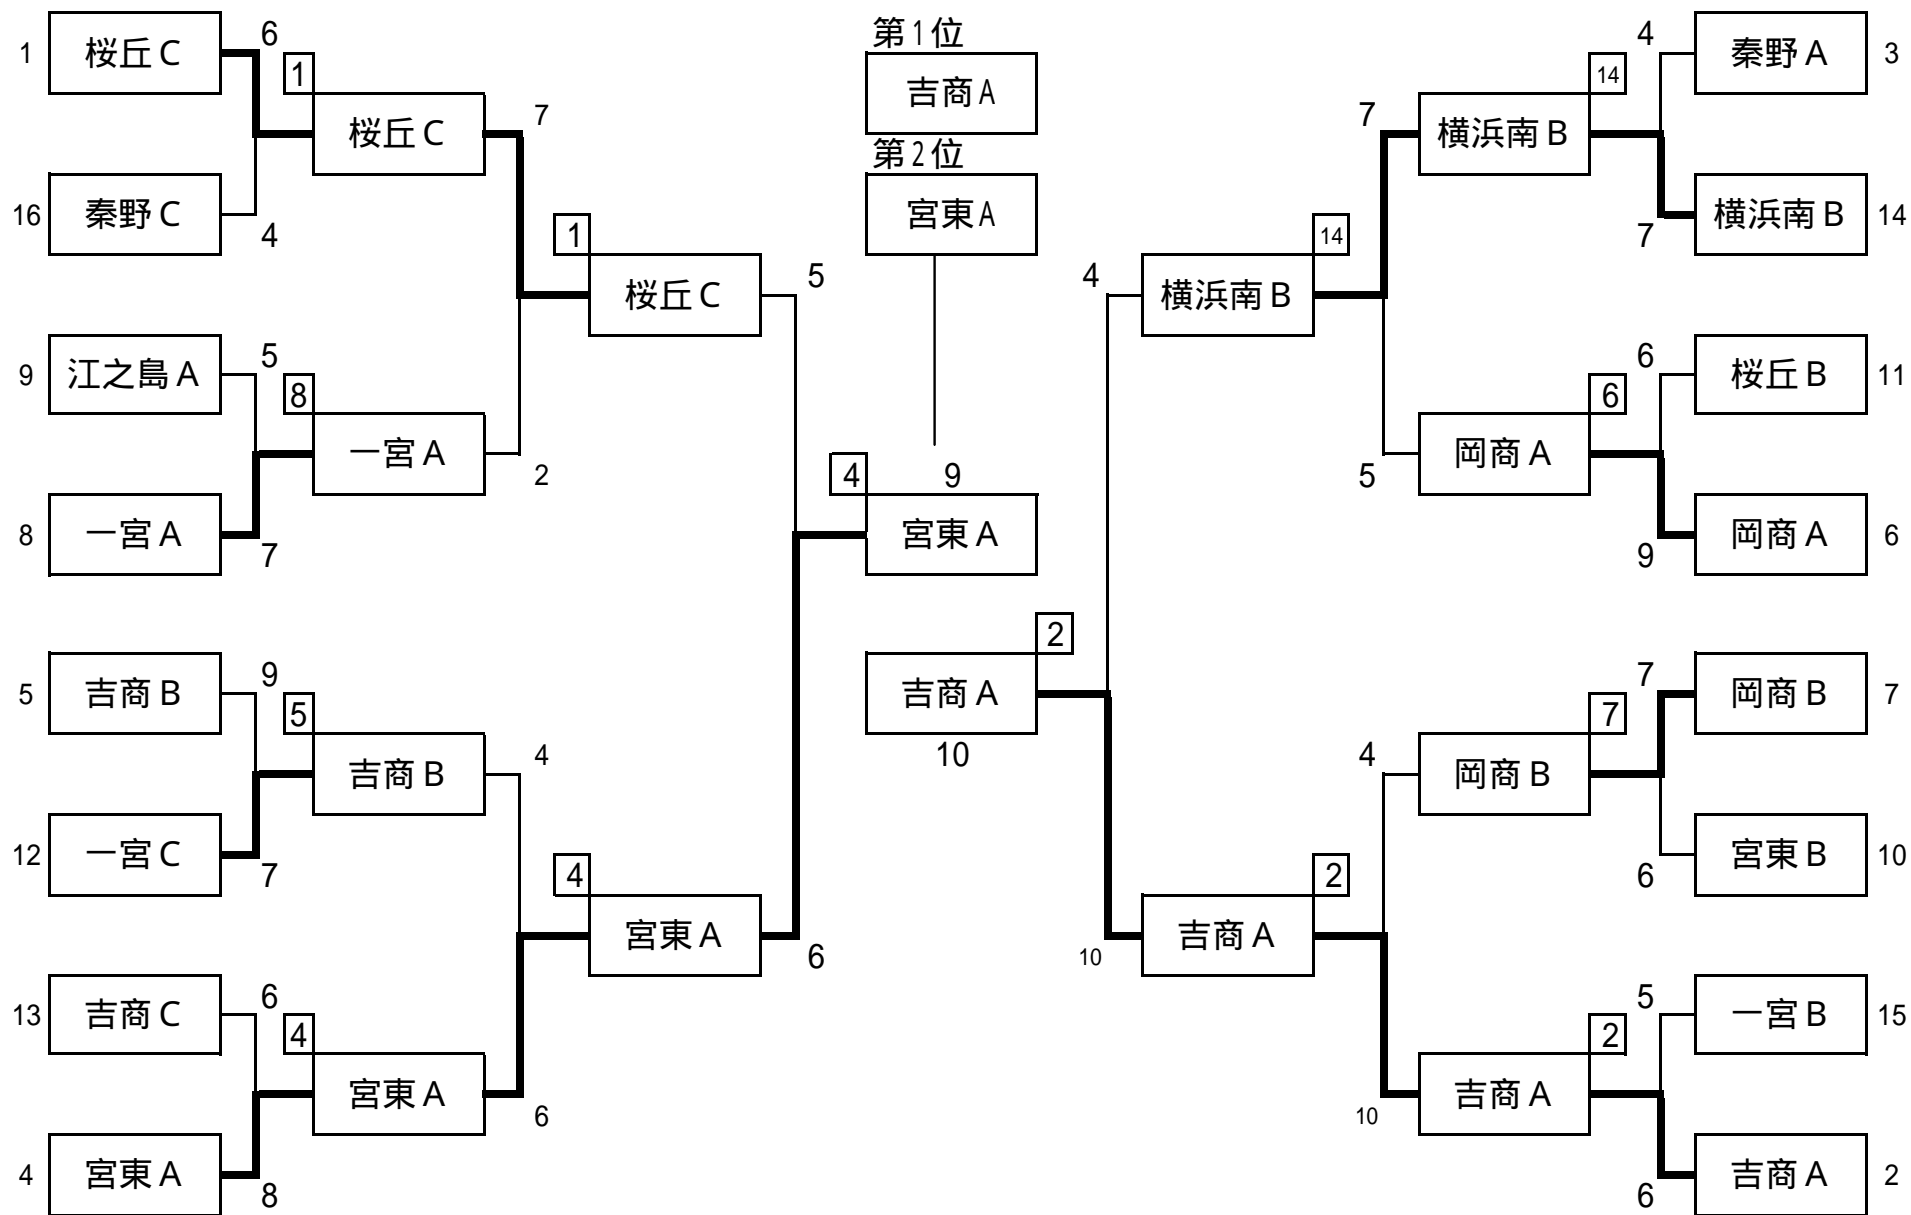 1 桜丘C 6
16 秦野C 4
1 桜丘C 7
9 江之島A 5
8 一宮A 7
8 一宮A 2
1 桜丘C 5
5 吉商B 9
12 一宮C 7
5 吉商B 4
13 吉商C 6
4 宮東A 8
4 宮東A 6
4 宮東A 6
第1位
吉商A
第2位
宮東A
4 9
宮東A
2
吉商A
10
4 秦野A 3
7 横浜南B 14
7 横浜南B 14
6 桜丘B 11
9 岡商A 6
5 岡商A 6
4 横浜南B 14
7 岡商B 7
6 宮東B 10
4 岡商B 7
5 一宮B 15
6 吉商A 2
10 吉商A 2
10 吉商A 2